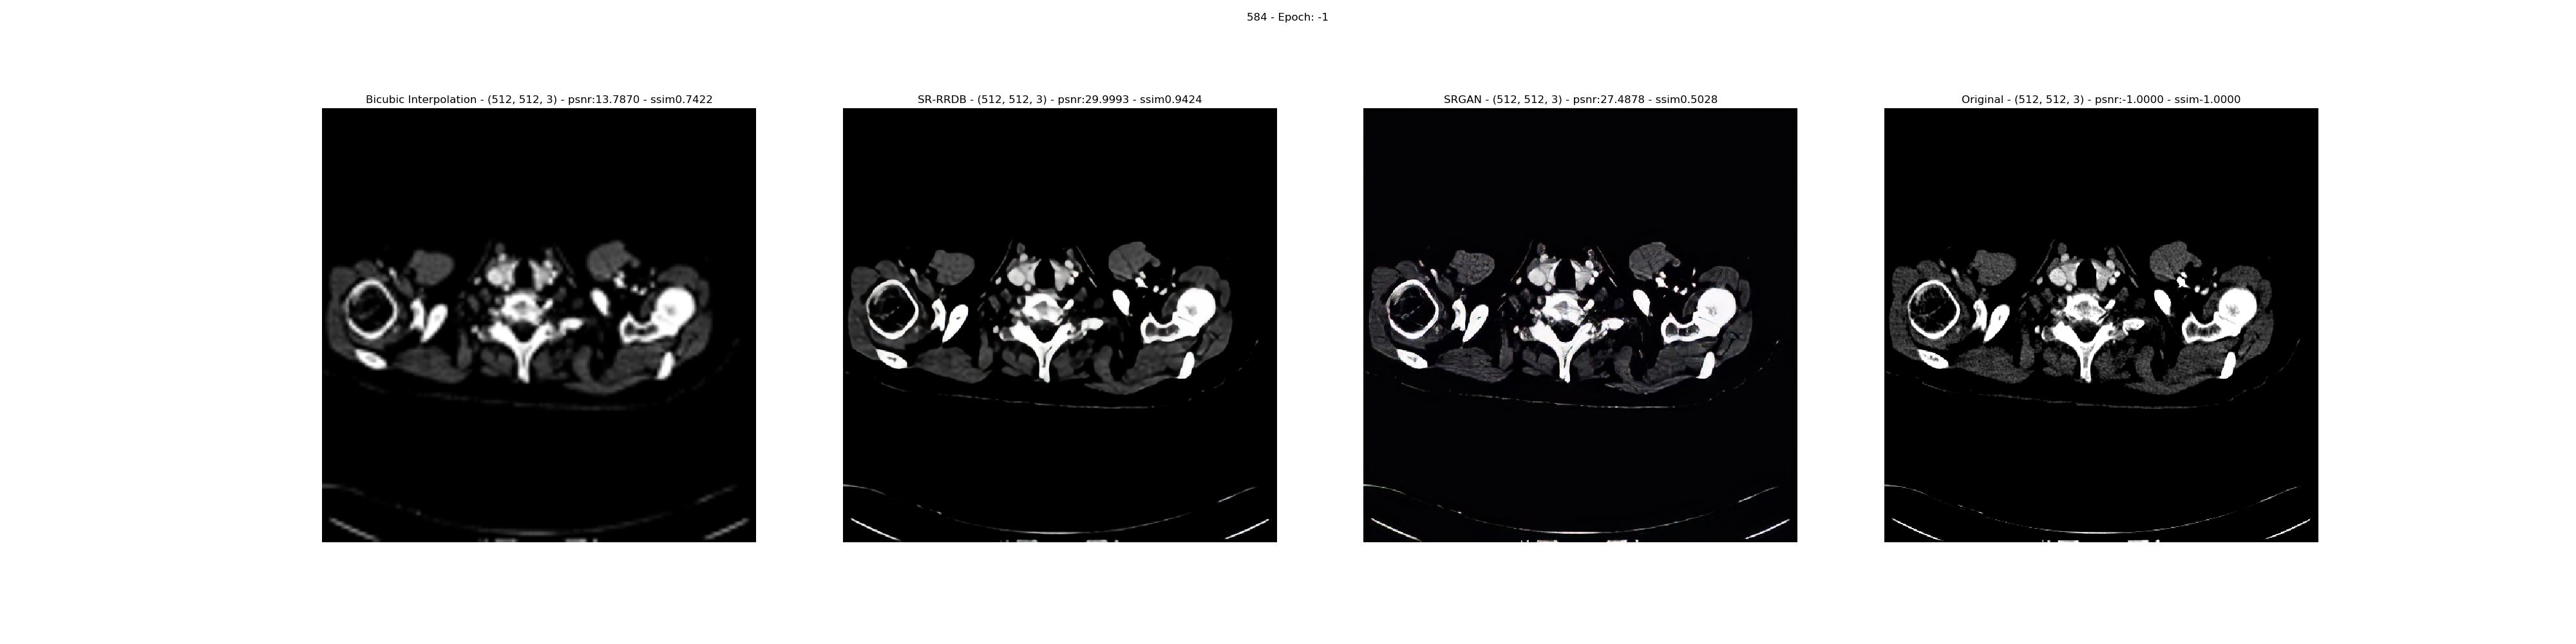 584 - Epoch: -1
Bicubic Interpolation - (512, 512, 3) - psnr:13.7870 - ssim0.7422
SR-RRDB - (512, 512, 3) - psnr:29.9993 - ssim0.9424
SRGAN - (512, 512, 3) - psnr:27.4878 - ssim0.5028
Original - (512, 512, 3) - psnr:-1.0000 - ssim-1.0000